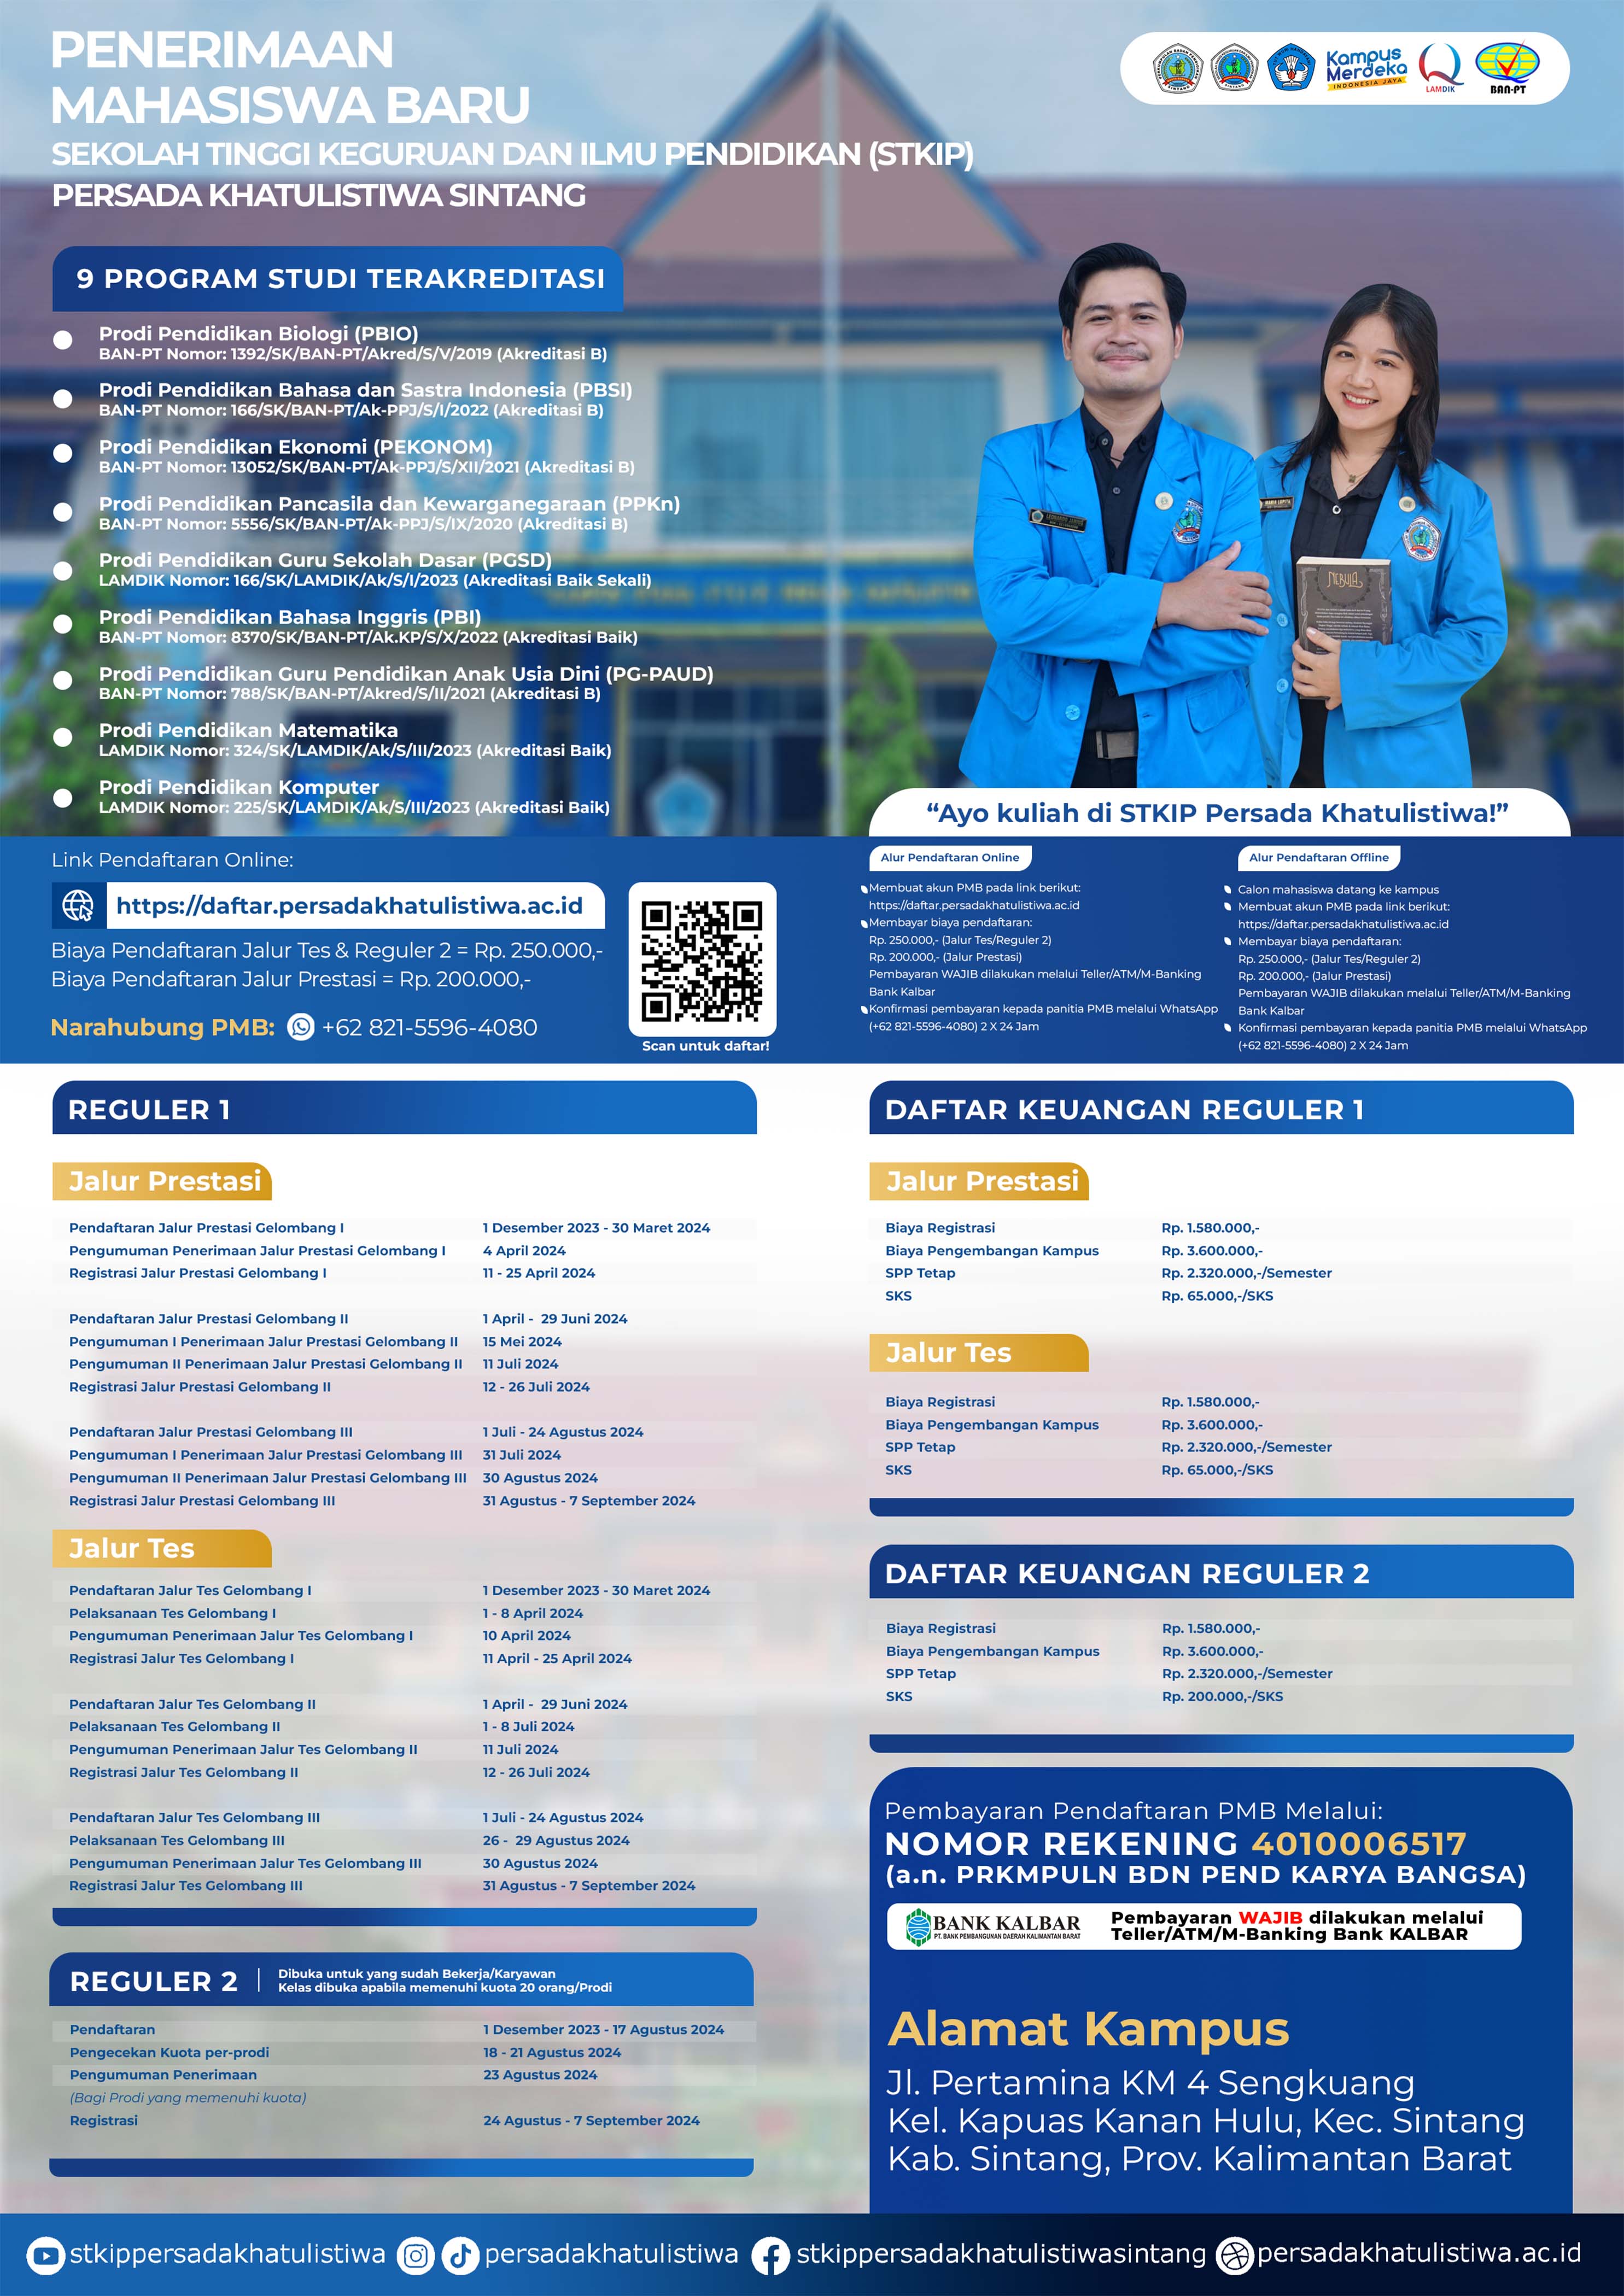 PENERIMAAN
MAHASISWA BARU
SEKOLAH TINGGI KEGURUAN DAN ILMU PENDIDIKAN (STKIP)
PERSADA KHATULISTIWA SINTANG
Kampus
Merdeka
INDONESIA JAYA
LAMDIK
BAN-PT
9 PROGRAM STUDI TERAKREDITASI
Prodi Pendidikan Biologi (PBIO)
BAN-PT Nomor: 1392/SK/BAN-PT/Akred/S/V/2019 (Akreditasi B)
Prodi Pendidikan Bahasa dan Sastra Indonesia (PBSI)
BAN-PT Nomor: 166/SK/BAN-PT/Ak-PPJ/S/I/2022 (Akreditasi B)
Prodi Pendidikan Ekonomi (PEKONOM)
BAN-PT Nomor: 13052/SK/BAN-PT/Ak-PPJ/S/XII/2021 (Akreditasi B)
Prodi Pendidikan Pancasila dan Kewarganegaraan (PPKn)
BAN-PT Nomor: 5556/SK/BAN-PT/Ak-PPJ/S/IX/2020 (Akreditasi B)
Prodi Pendidikan Guru Sekolah Dasar (PGSD)
LAMDIK Nomor: 166/SK/LAMDIK/Ak/S/I/2023 (Akreditasi Baik Sekali)
Prodi Pendidikan Bahasa Inggris (PBI)
BAN-PT Nomor: 8370/SK/BAN-PT/Ak.KP/S/X/2022 (Akreditasi Baik)
Prodi Pendidikan Guru Pendidikan Anak Usia Dini (PG-PAUD)
BAN-PT Nomor: 788/SK/BAN-PT/Akred/S/II/2021 (Akreditasi B)
Prodi Pendidikan Matematika
LAMDIK Nomor: 324/SK/LAMDIK/Ak/S/III/2023 (Akreditasi Baik)
Prodi Pendidikan Komputer
LAMDIK Nomor: 225/SK/LAMDIK/Ak/S/III/2023 (Akreditasi Baik)
NEBULA
“Ayo kuliah di STKIP Persada Khatulistiwa!”
Link Pendaftaran Online:
https://daftar.persadakhatulistiwa.ac.id
Biaya Pendaftaran Jalur Tes & Reguler 2 = Rp. 250.000,-
Biaya Pendaftaran Jalur Prestasi = Rp. 200.000,-
Narahubung PMB: +62 821-5596-4080
Scan untuk daftar!
Alur Pendaftaran Online
Membuat akun PMB pada link berikut:
https://daftar.persadakhatulistiwa.ac.id
Membayar biaya pendaftaran:
Rp. 250.000,- (Jalur Tes/Reguler 2)
Rp. 200.000,- (Jalur Prestasi)
Pembayaran WAJIB dilakukan melalui Teller/ATM/M-Banking
Bank Kalbar
Konfirmasi pembayaran kepada panitia PMB melalui WhatsApp
(+62 821-5596-4080) 2 X 24 Jam
Alur Pendaftaran Offline
Calon mahasiswa datang ke kampus
Membuat akun PMB pada link berikut:
https://daftar.persadakhatulistiwa.ac.id
Membayar biaya pendaftaran:
Rp. 250.000,- (Jalur Tes/Reguler 2)
Rp. 200.000,- (Jalur Prestasi)
Pembayaran WAJIB dilakukan melalui Teller/ATM/M-Banking
Bank Kalbar
Konfirmasi pembayaran kepada panitia PMB melalui WhatsApp
(+62 821-5596-4080) 2 X 24 Jam
REGULER 1
Jalur Prestasi
Pendaftaran Jalur Prestasi Gelombang I 1 Desember 2023 - 30 Maret 2024
Pengumuman Penerimaan Jalur Prestasi Gelombang I 4 April 2024
Registrasi Jalur Prestasi Gelombang I 11 - 25 April 2024
Pendaftaran Jalur Prestasi Gelombang II 1 April - 29 Juni 2024
Pengumuman I Penerimaan Jalur Prestasi Gelombang II 15 Mei 2024
Pengumuman II Penerimaan Jalur Prestasi Gelombang II 11 Juli 2024
Registrasi Jalur Prestasi Gelombang II 12 - 26 Juli 2024
Pendaftaran Jalur Prestasi Gelombang III 1 Juli - 24 Agustus 2024
Pengumuman I Penerimaan Jalur Prestasi Gelombang III 31 Juli 2024
Pengumuman II Penerimaan Jalur Prestasi Gelombang III 30 Agustus 2024
Registrasi Jalur Prestasi Gelombang III 31 Agustus - 7 September 2024
Jalur Tes
Pendaftaran Jalur Tes Gelombang I 1 Desember 2023 - 30 Maret 2024
Pelaksanaan Tes Gelombang I 1 - 8 April 2024
Pengumuman Penerimaan Jalur Tes Gelombang I 10 April 2024
Registrasi Jalur Tes Gelombang I 11 April - 25 April 2024
Pendaftaran Jalur Tes Gelombang II 1 April - 29 Juni 2024
Pelaksanaan Tes Gelombang II 1 - 8 Juli 2024
Pengumuman Penerimaan Jalur Tes Gelombang II 11 Juli 2024
Registrasi Jalur Tes Gelombang II 12 - 26 Juli 2024
Pendaftaran Jalur Tes Gelombang III 1 Juli - 24 Agustus 2024
Pelaksanaan Tes Gelombang III 26 - 29 Agustus 2024
Pengumuman Penerimaan Jalur Tes Gelombang III 30 Agustus 2024
Registrasi Jalur Tes Gelombang III 31 Agustus - 7 September 2024
REGULER 2
Dibuka untuk yang sudah Bekerja/Karyawan
Kelas dibuka apabila memenuhi kuota 20 orang/Prodi
Pendaftaran 1 Desember 2023 - 17 Agustus 2024
Pengecekan Kuota per-prodi 18 - 21 Agustus 2024
Pengumuman Penerimaan 23 Agustus 2024
(Bagi Prodi yang memenuhi kuota)
Registrasi 24 Agustus - 7 September 2024
DAFTAR KEUANGAN REGULER 1
Jalur Prestasi
Biaya Registrasi Rp. 1.580.000,-
Biaya Pengembangan Kampus Rp. 3.600.000,-
SPP Tetap Rp. 2.320.000,-/Semester
SKS Rp. 65.000,-/SKS
Jalur Tes
Biaya Registrasi Rp. 1.580.000,-
Biaya Pengembangan Kampus Rp. 3.600.000,-
SPP Tetap Rp. 2.320.000,-/Semester
SKS Rp. 65.000,-/SKS
DAFTAR KEUANGAN REGULER 2
Biaya Registrasi Rp. 1.580.000,-
Biaya Pengembangan Kampus Rp. 3.600.000,-
SPP Tetap Rp. 2.320.000,-/Semester
SKS Rp. 200.000,-/SKS
Pembayaran Pendaftaran PMB Melalui:
NOMOR REKENING 4010006517
(a.n. PRKMPULN BDN PEND KARYA BANGSA)
BANK KALBAR
PT. BANK PEMBANGUNAN DAERAH KALIMANTAN BARAT
Pembayaran WAJIB dilakukan melalui
Teller/ATM/M-Banking Bank KALBAR
Alamat Kampus
Jl. Pertamina KM 4 Sengkuang
Kel. Kapuas Kanan Hulu, Kec. Sintang
Kab. Sintang, Prov. Kalimantan Barat
stkippersadakhatulistiwa persadakhatulistiwa stkippersadakhatulistiwasintang persadakhatulistiwa.ac.id